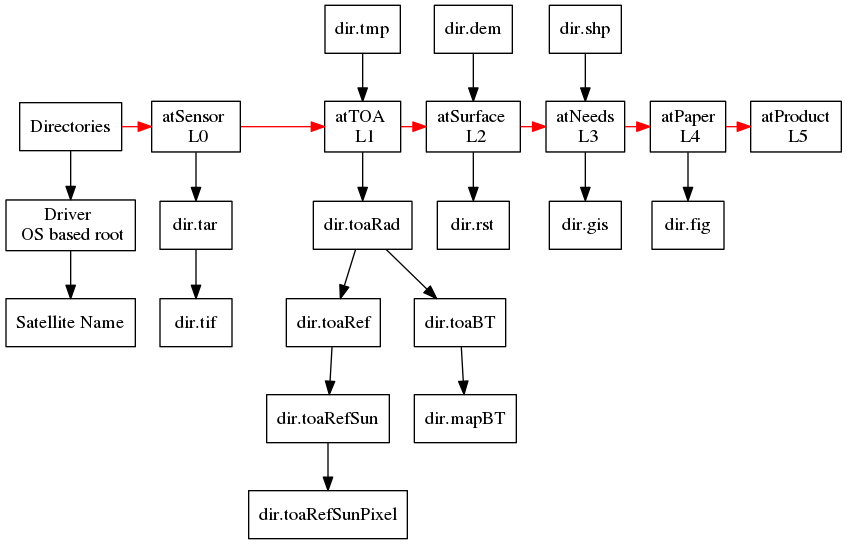 dir.tmp
dir.dem
dir.shp
Directories
atSensor
L0
atTOA
L1
atSurface
L2
atNeeds
L3
atPaper
L4
atProduct
L5
Driver
OS based root
dir.tar
dir.toaRad
dir.rst
dir.gis
dir.fig
Satellite Name
dir.tif
dir.toaRef
dir.toaBT
dir.toaRefSun
dir.mapBT
dir.toaRefSunPixel